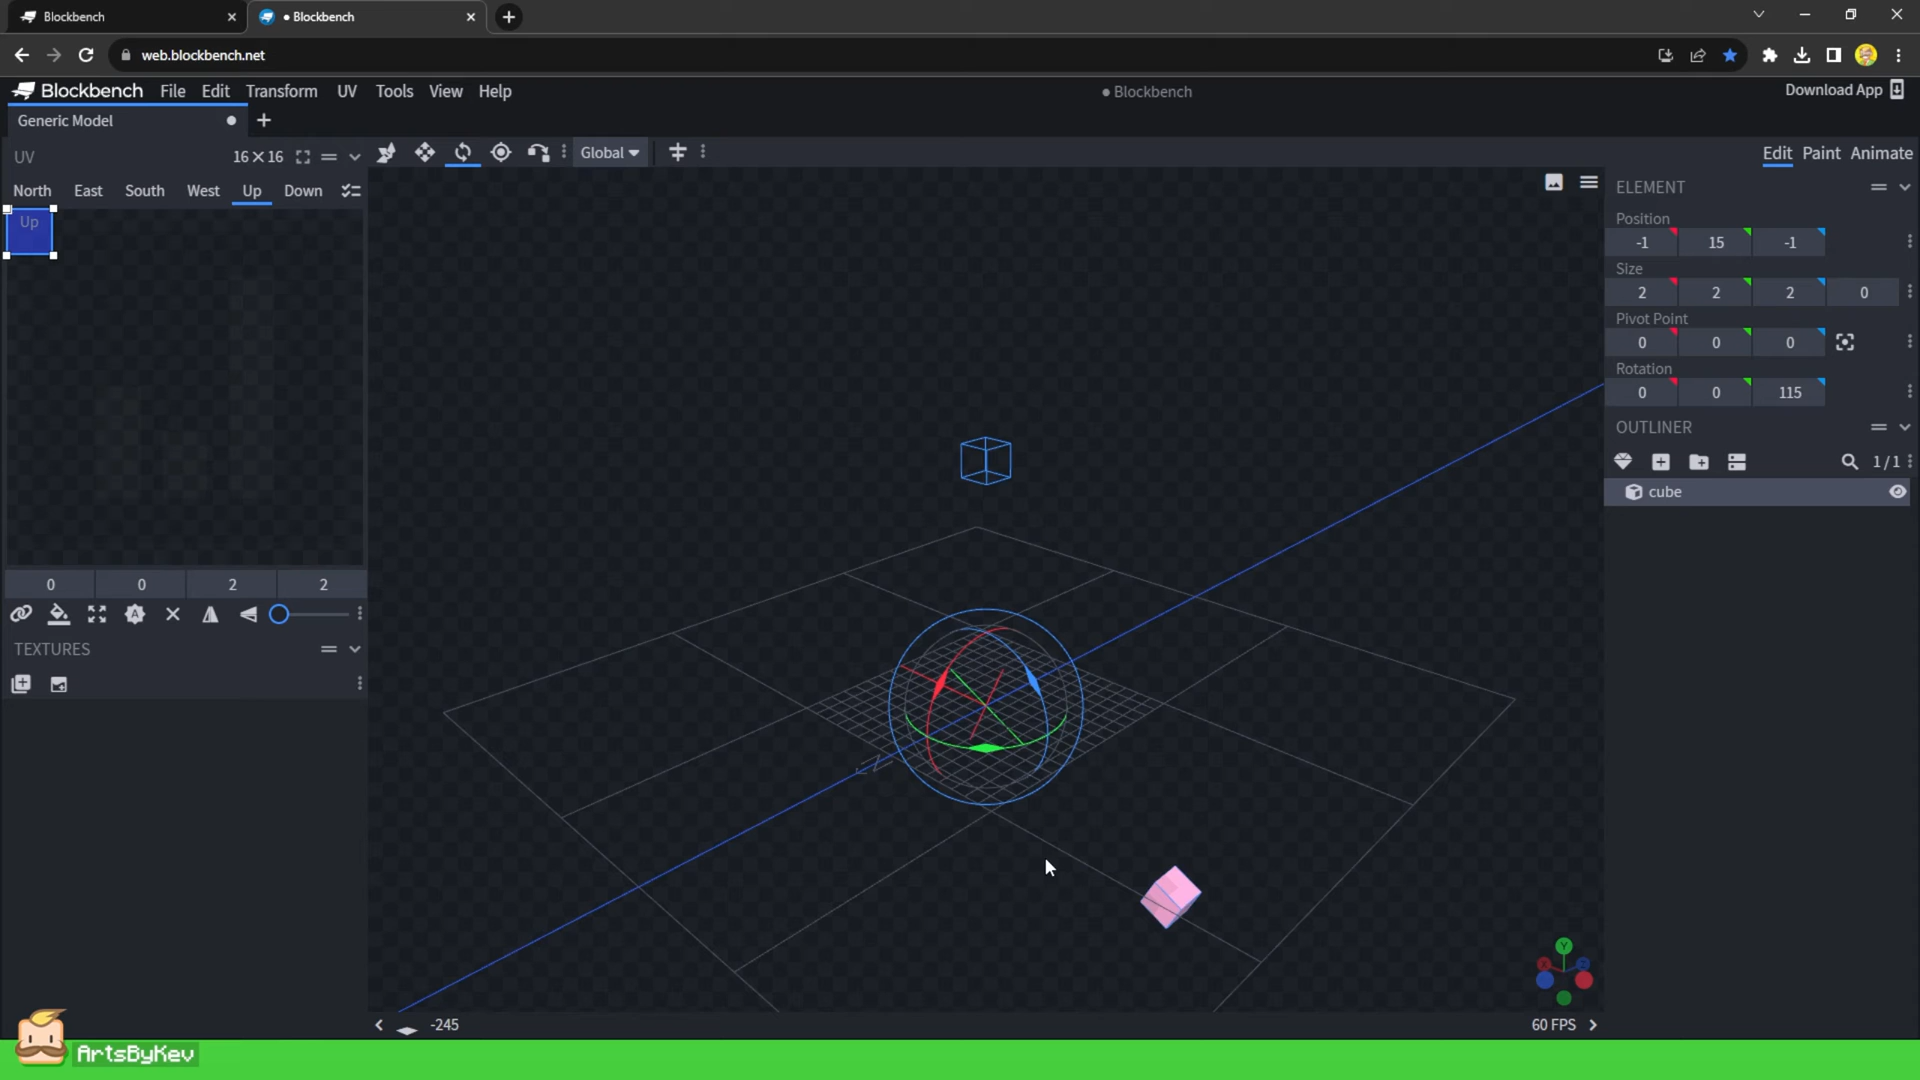 Blockbench
● Blockbench
web.blockbench.net
Blockbench File Edit Transform UV Tools View Help
● Blockbench
Download App
Generic Model
UV
16×16
Global
Edit Paint Animate
North East South West Up Down
Up
0 0 2 2
TEXTURES
ELEMENT
Position
-1 15 -1
Size
2 2 2 0
Pivot Point
0 0 0
Rotation
0 0 115
OUTLINER
1/1
cube
Y
X
Z
-245
60 FPS
ArtsByKev